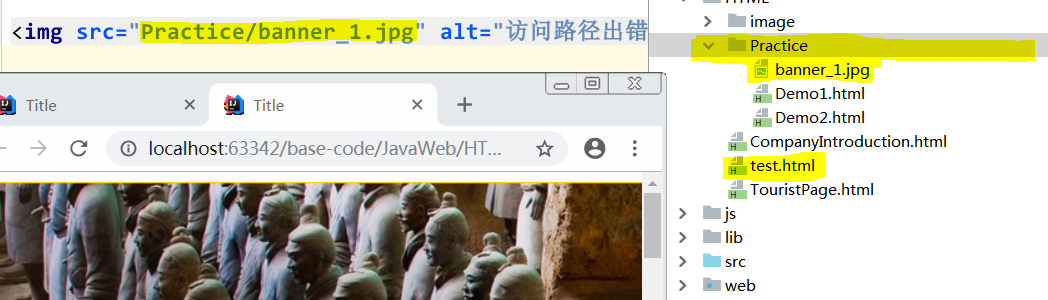 <img src="Practice/banner_1.jpg" alt="访问路径出错
Title
Title
localhost:63342/base-code/JavaWeb/HT...
image
Practice
banner_1.jpg
Demo1.html
Demo2.html
CompanyIntroduction.html
test.html
TouristPage.html
js
lib
src
web